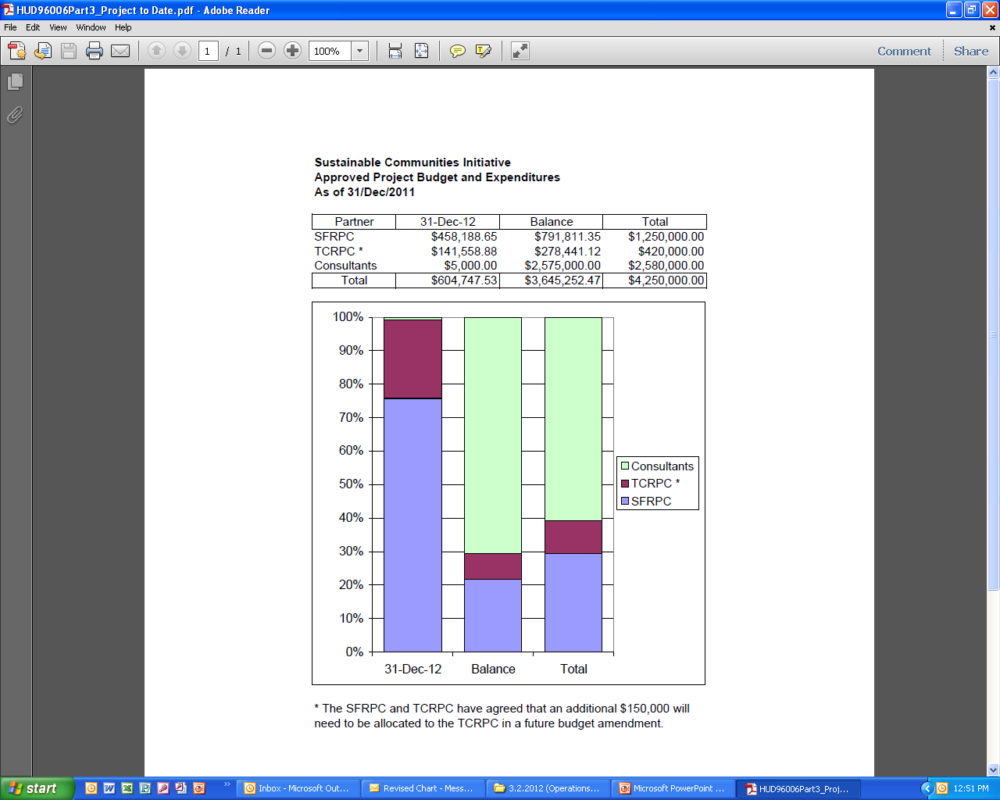 HUD96006Part3_Project to Date.pdf - Adobe Reader
File Edit View Window Help
1 / 1 100% Comment Share
Sustainable Communities Initiative
Approved Project Budget and Expenditures
As of 31/Dec/2011
Partner 31-Dec-12 Balance Total
SFRPC $458,188.65 $791,811.35 $1,250,000.00
TCRPC * $141,558.88 $278,441.12 $420,000.00
Consultants $5,000.00 $2,575,000.00 $2,580,000.00
Total $604,747.53 $3,645,252.47 $4,250,000.00
100%
90%
80%
70%
60%
50%
40%
30%
20%
10%
0%
31-Dec-12 Balance Total
Consultants
TCRPC *
SFRPC
* The SFRPC and TCRPC have agreed that an additional $150,000 will
need to be allocated to the TCRPC in a future budget amendment.
start Inbox - Microsoft Out... Revised Chart - Mess... 3.2.2012 (Operations... Microsoft PowerPoint ... HUD96006Part3_Proj... 12:51 PM